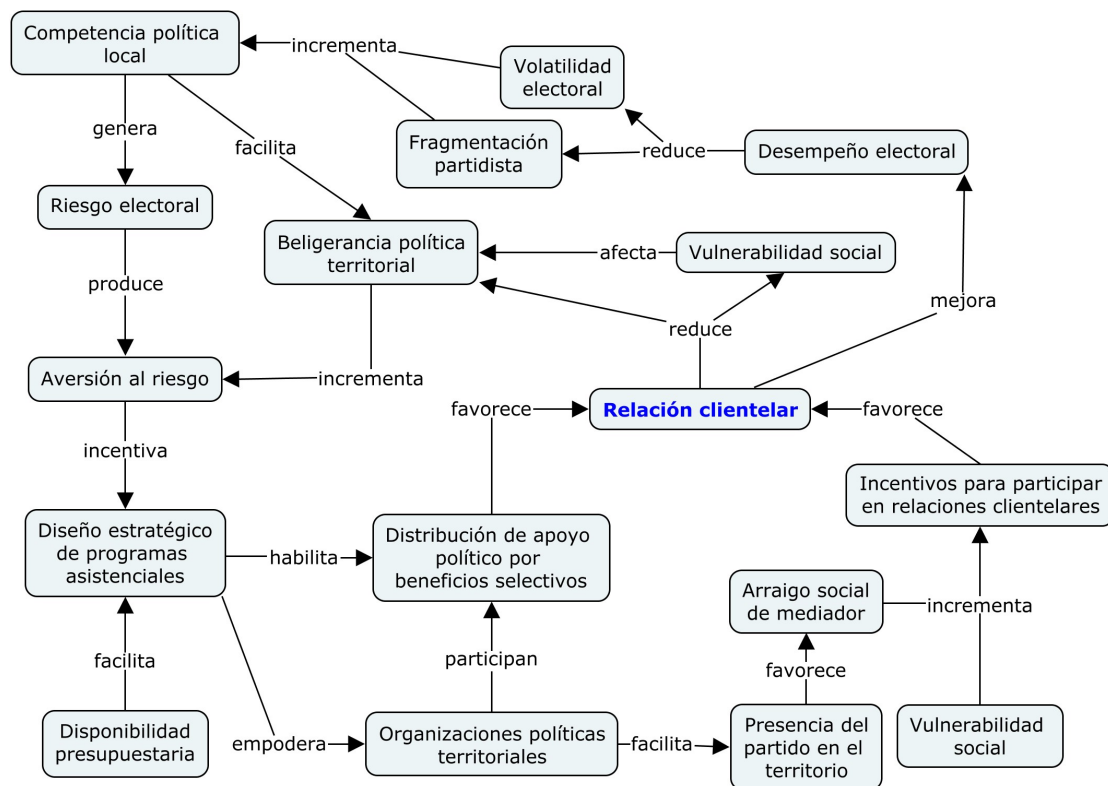 Competencia política
local
incrementa
Volatilidad
electoral
genera
facilita
Fragmentación
partidista
reduce
Desempeño electoral
Riesgo electoral
Beligerancia política
territorial
afecta
Vulnerabilidad social
produce
reduce
mejora
Aversión al riesgo
incrementa
favorece
Relación clientelar
favorece
incentiva
Incentivos para participar
en relaciones clientelares
Diseño estratégico
de programas
asistenciales
habilita
Distribución de apoyo
político por
beneficios selectivos
Arraigo social
de mediador
incrementa
facilita
participan
favorece
Disponibilidad
presupuestaria
empodera
Organizaciones políticas
territoriales
facilita
Presencia del
partido en el
territorio
Vulnerabilidad
social